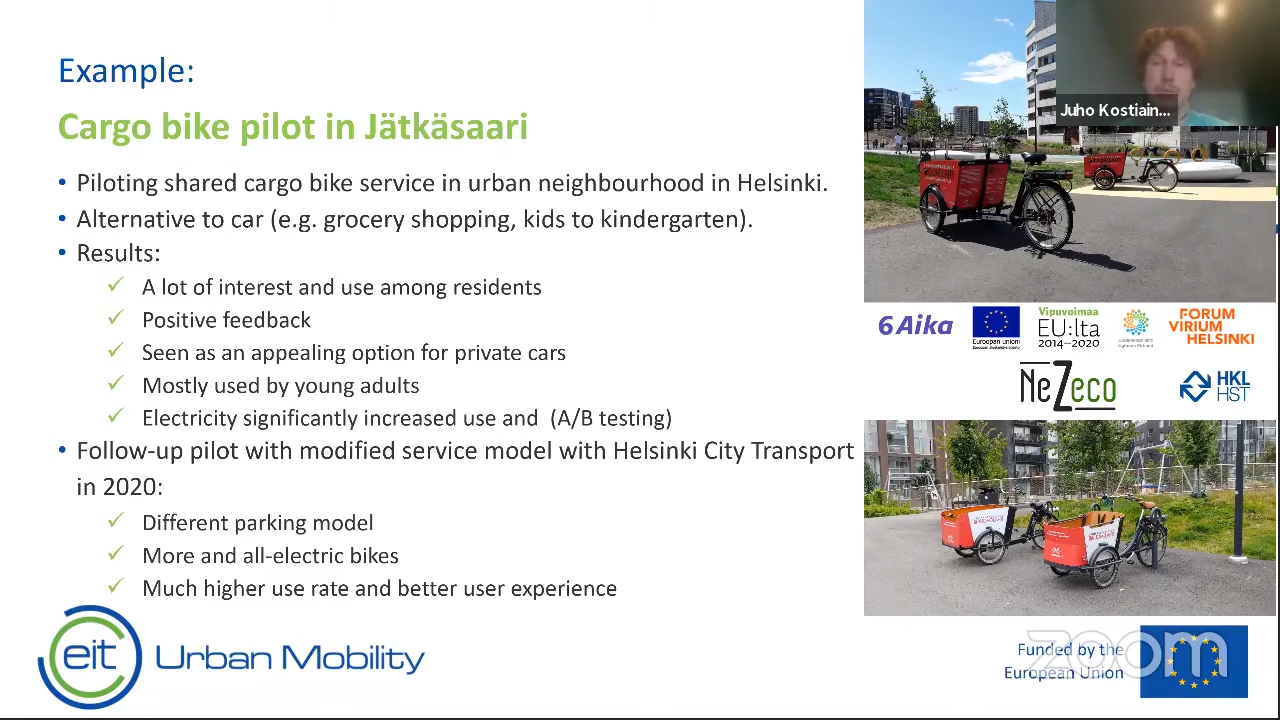 Example:
Cargo bike pilot in Jätkäsaari
• Piloting shared cargo bike service in urban neighbourhood in Helsinki.
• Alternative to car (e.g. grocery shopping, kids to kindergarten).
• Results:
✓ A lot of interest and use among residents
✓ Positive feedback
✓ Seen as an appealing option for private cars
✓ Mostly used by young adults
✓ Electricity significantly increased use and (A/B testing)
• Follow-up pilot with modified service model with Helsinki City Transport
in 2020:
✓ Different parking model
✓ More and all-electric bikes
✓ Much higher use rate and better user experience
eit Urban Mobility
Juho Kostiain...
6Aika
Euroopan unioni
Vipuvoimaa
EU:lta
2014–2020
FORUM
VIRIUM
HELSINKI
NeZeco
HKL
HST
Funded by the
European Union
zoom